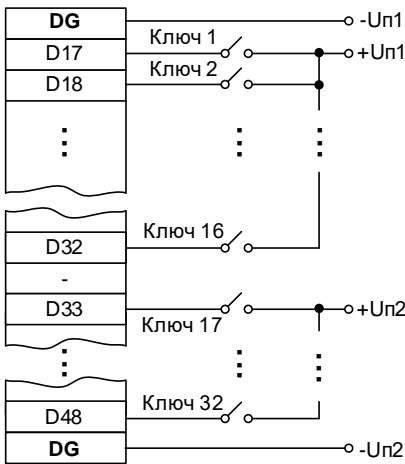 DG
-Uп1
D17
Ключ 1
+Uп1
D18
Ключ 2
D32
Ключ 16
-
D33
Ключ 17
+Uп2
D48
Ключ 32
DG
-Uп2